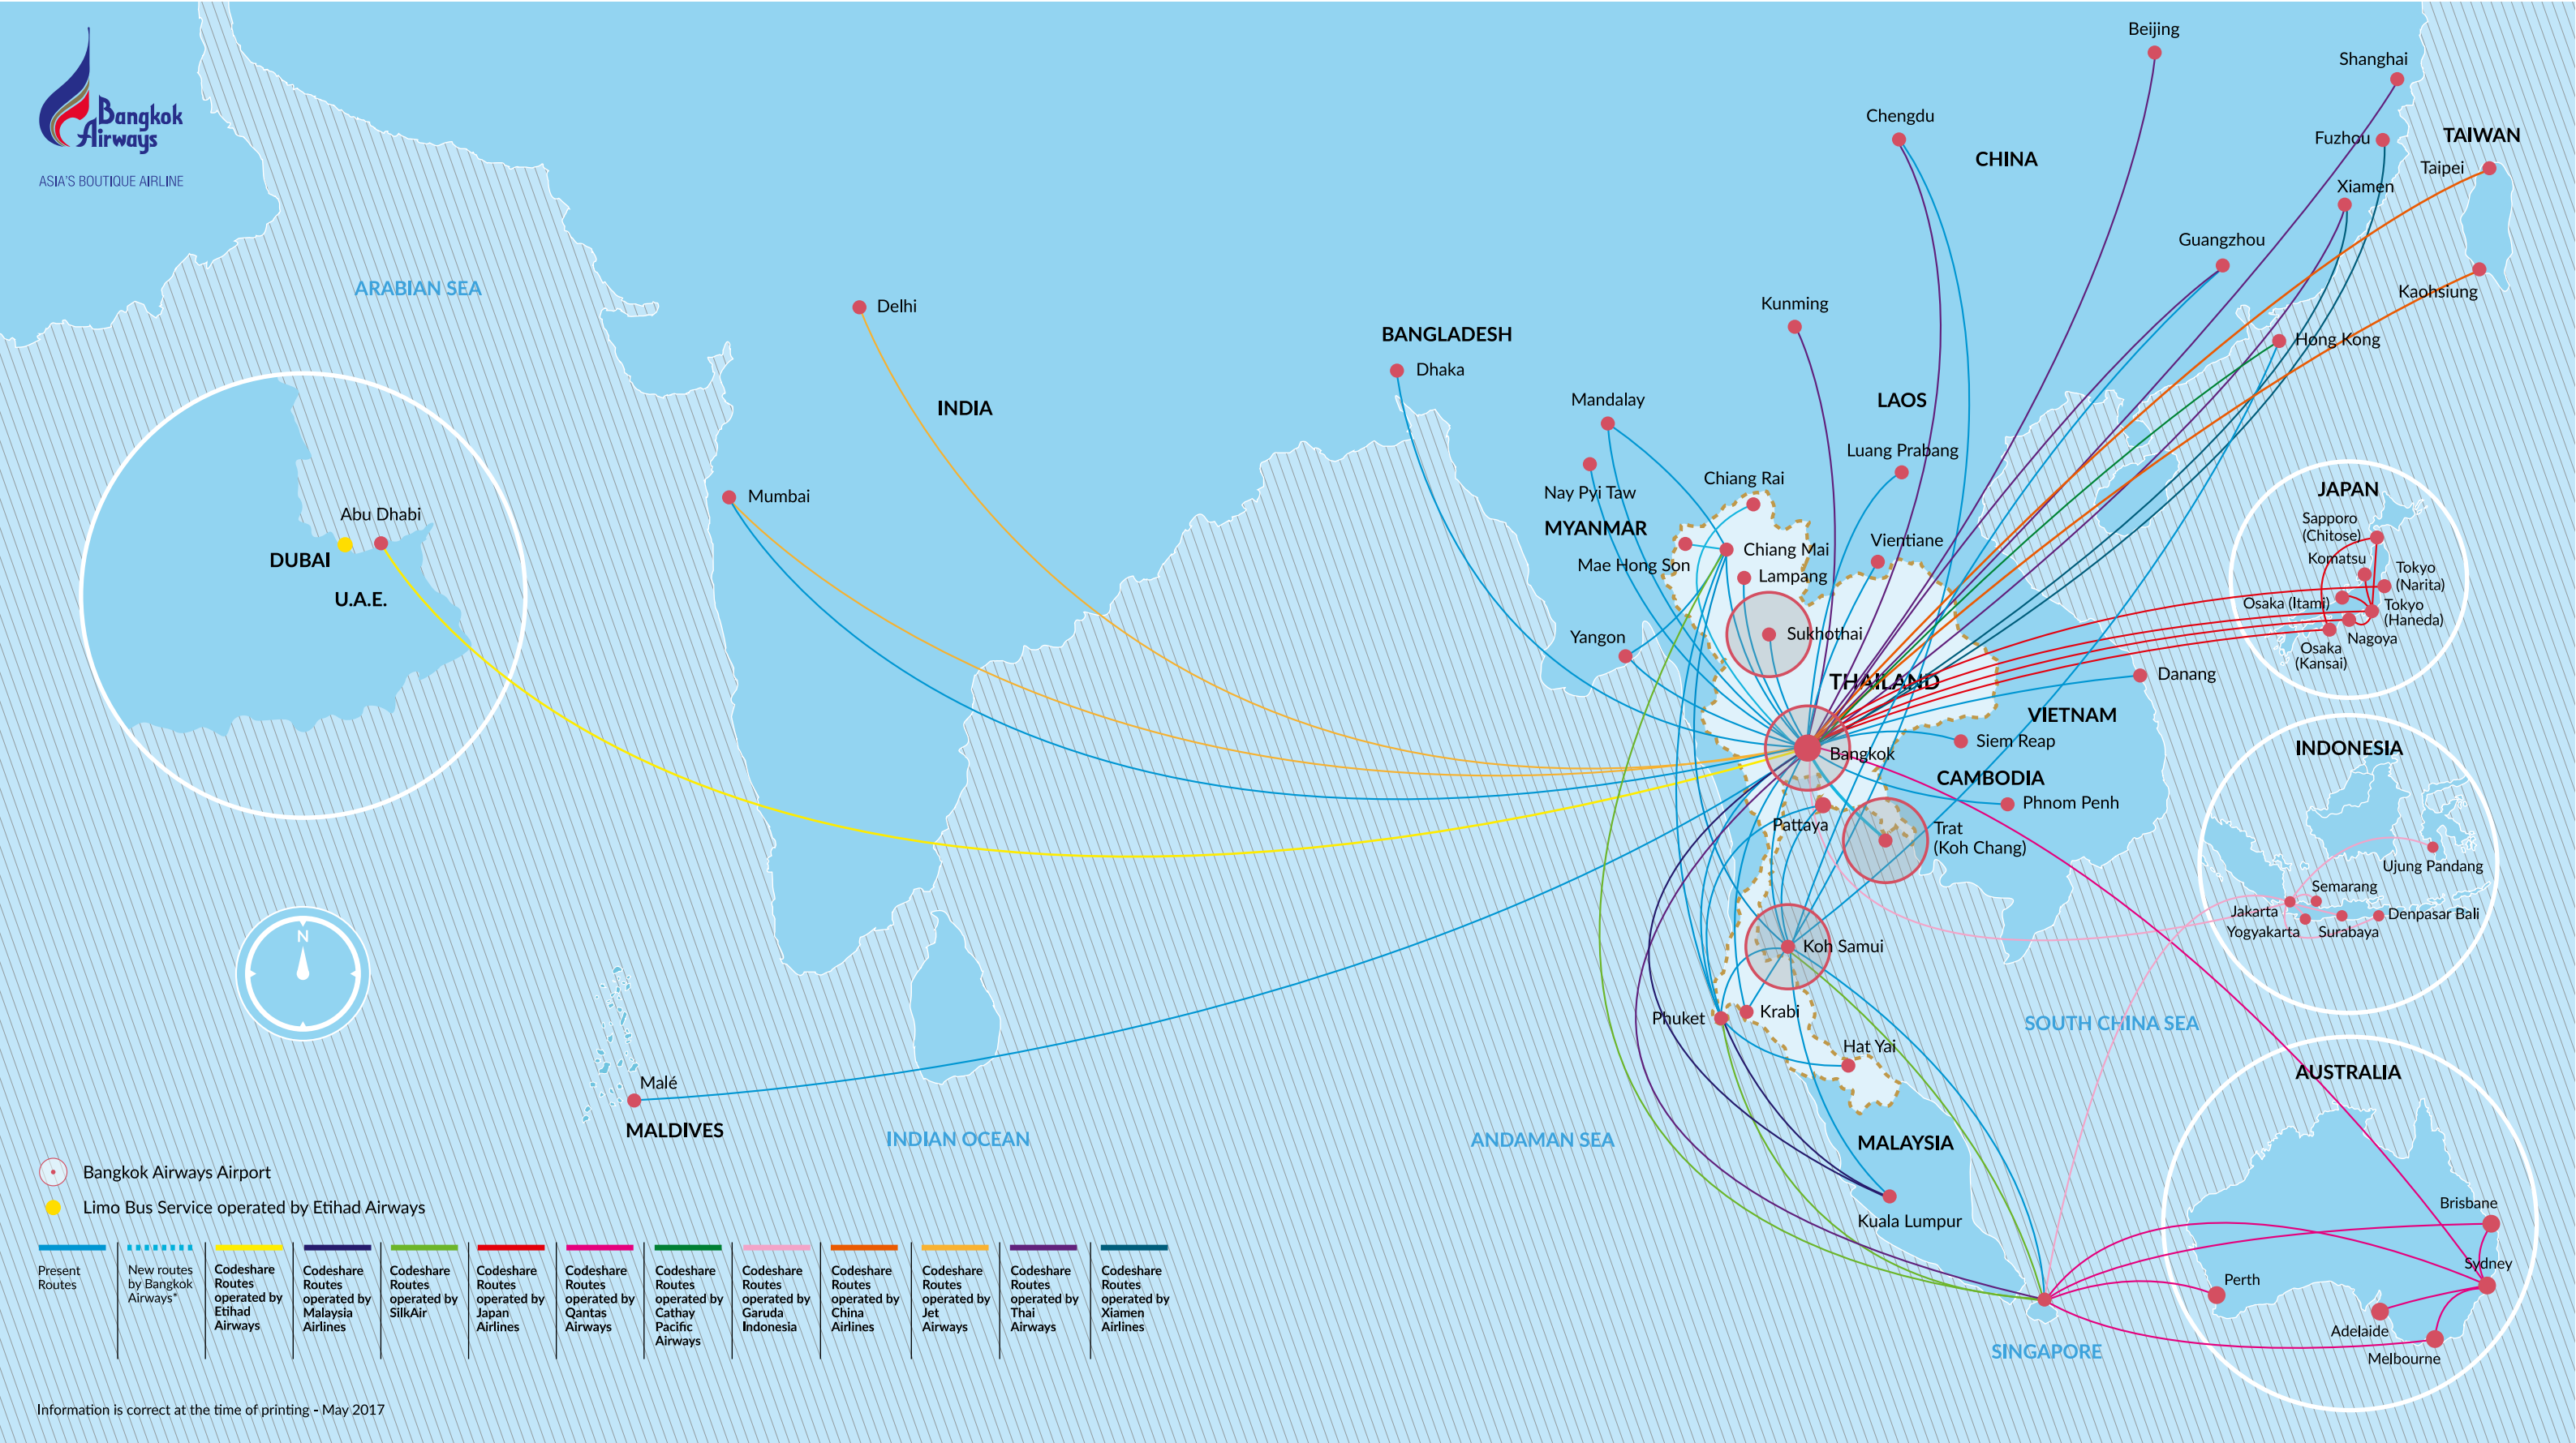 Bangkok
Airways
ASIA'S BOUTIQUE AIRLINE
Beijing
Shanghai
Chengdu
CHINA
Fuzhou
TAIWAN
Taipei
Xiamen
Guangzhou
Kaohsiung
ARABIAN SEA
Delhi
Kunming
BANGLADESH
Hong Kong
Dhaka
INDIA
Mandalay
LAOS
Luang Prabang
Chiang Rai
Nay Pyi Taw
MYANMAR
Mumbai
Abu Dhabi
DUBAI
U.A.E.
Vientiane
Chiang Mai
Mae Hong Son
Lampang
Yangon
Sukhothai
THAILAND
JAPAN
Sapporo
(Chitose)
Komatsu
Tokyo
(Narita)
Osaka (Itami)
Tokyo
(Haneda)
Nagoya
Osaka
(Kansai)
Danang
VIETNAM
Siem Reap
Bangkok
CAMBODIA
Phnom Penh
Pattaya
Trat
(Koh Chang)
INDONESIA
Ujung Pandang
Semarang
Jakarta
Denpasar Bali
Yogyakarta
Surabaya
N
Koh Samui
Krabi
Phuket
SOUTH CHINA SEA
Hat Yai
Malé
MALDIVES
INDIAN OCEAN
ANDAMAN SEA
MALAYSIA
Kuala Lumpur
AUSTRALIA
Brisbane
Sydney
Perth
Adelaide
Melbourne
SINGAPORE
Bangkok Airways Airport
Limo Bus Service operated by Etihad Airways
Present
Routes
New routes
by Bangkok
Airways*
Codeshare
Routes
operated by
Etihad
Airways
Codeshare
Routes
operated by
Malaysia
Airlines
Codeshare
Routes
operated by
SilkAir
Codeshare
Routes
operated by
Japan
Airlines
Codeshare
Routes
operated by
Qantas
Airways
Codeshare
Routes
operated by
Cathay
Pacific
Airways
Codeshare
Routes
operated by
Garuda
Indonesia
Codeshare
Routes
operated by
China
Airlines
Codeshare
Routes
operated by
Jet
Airways
Codeshare
Routes
operated by
Thai
Airways
Codeshare
Routes
operated by
Xiamen
Airlines
Information is correct at the time of printing - May 2017